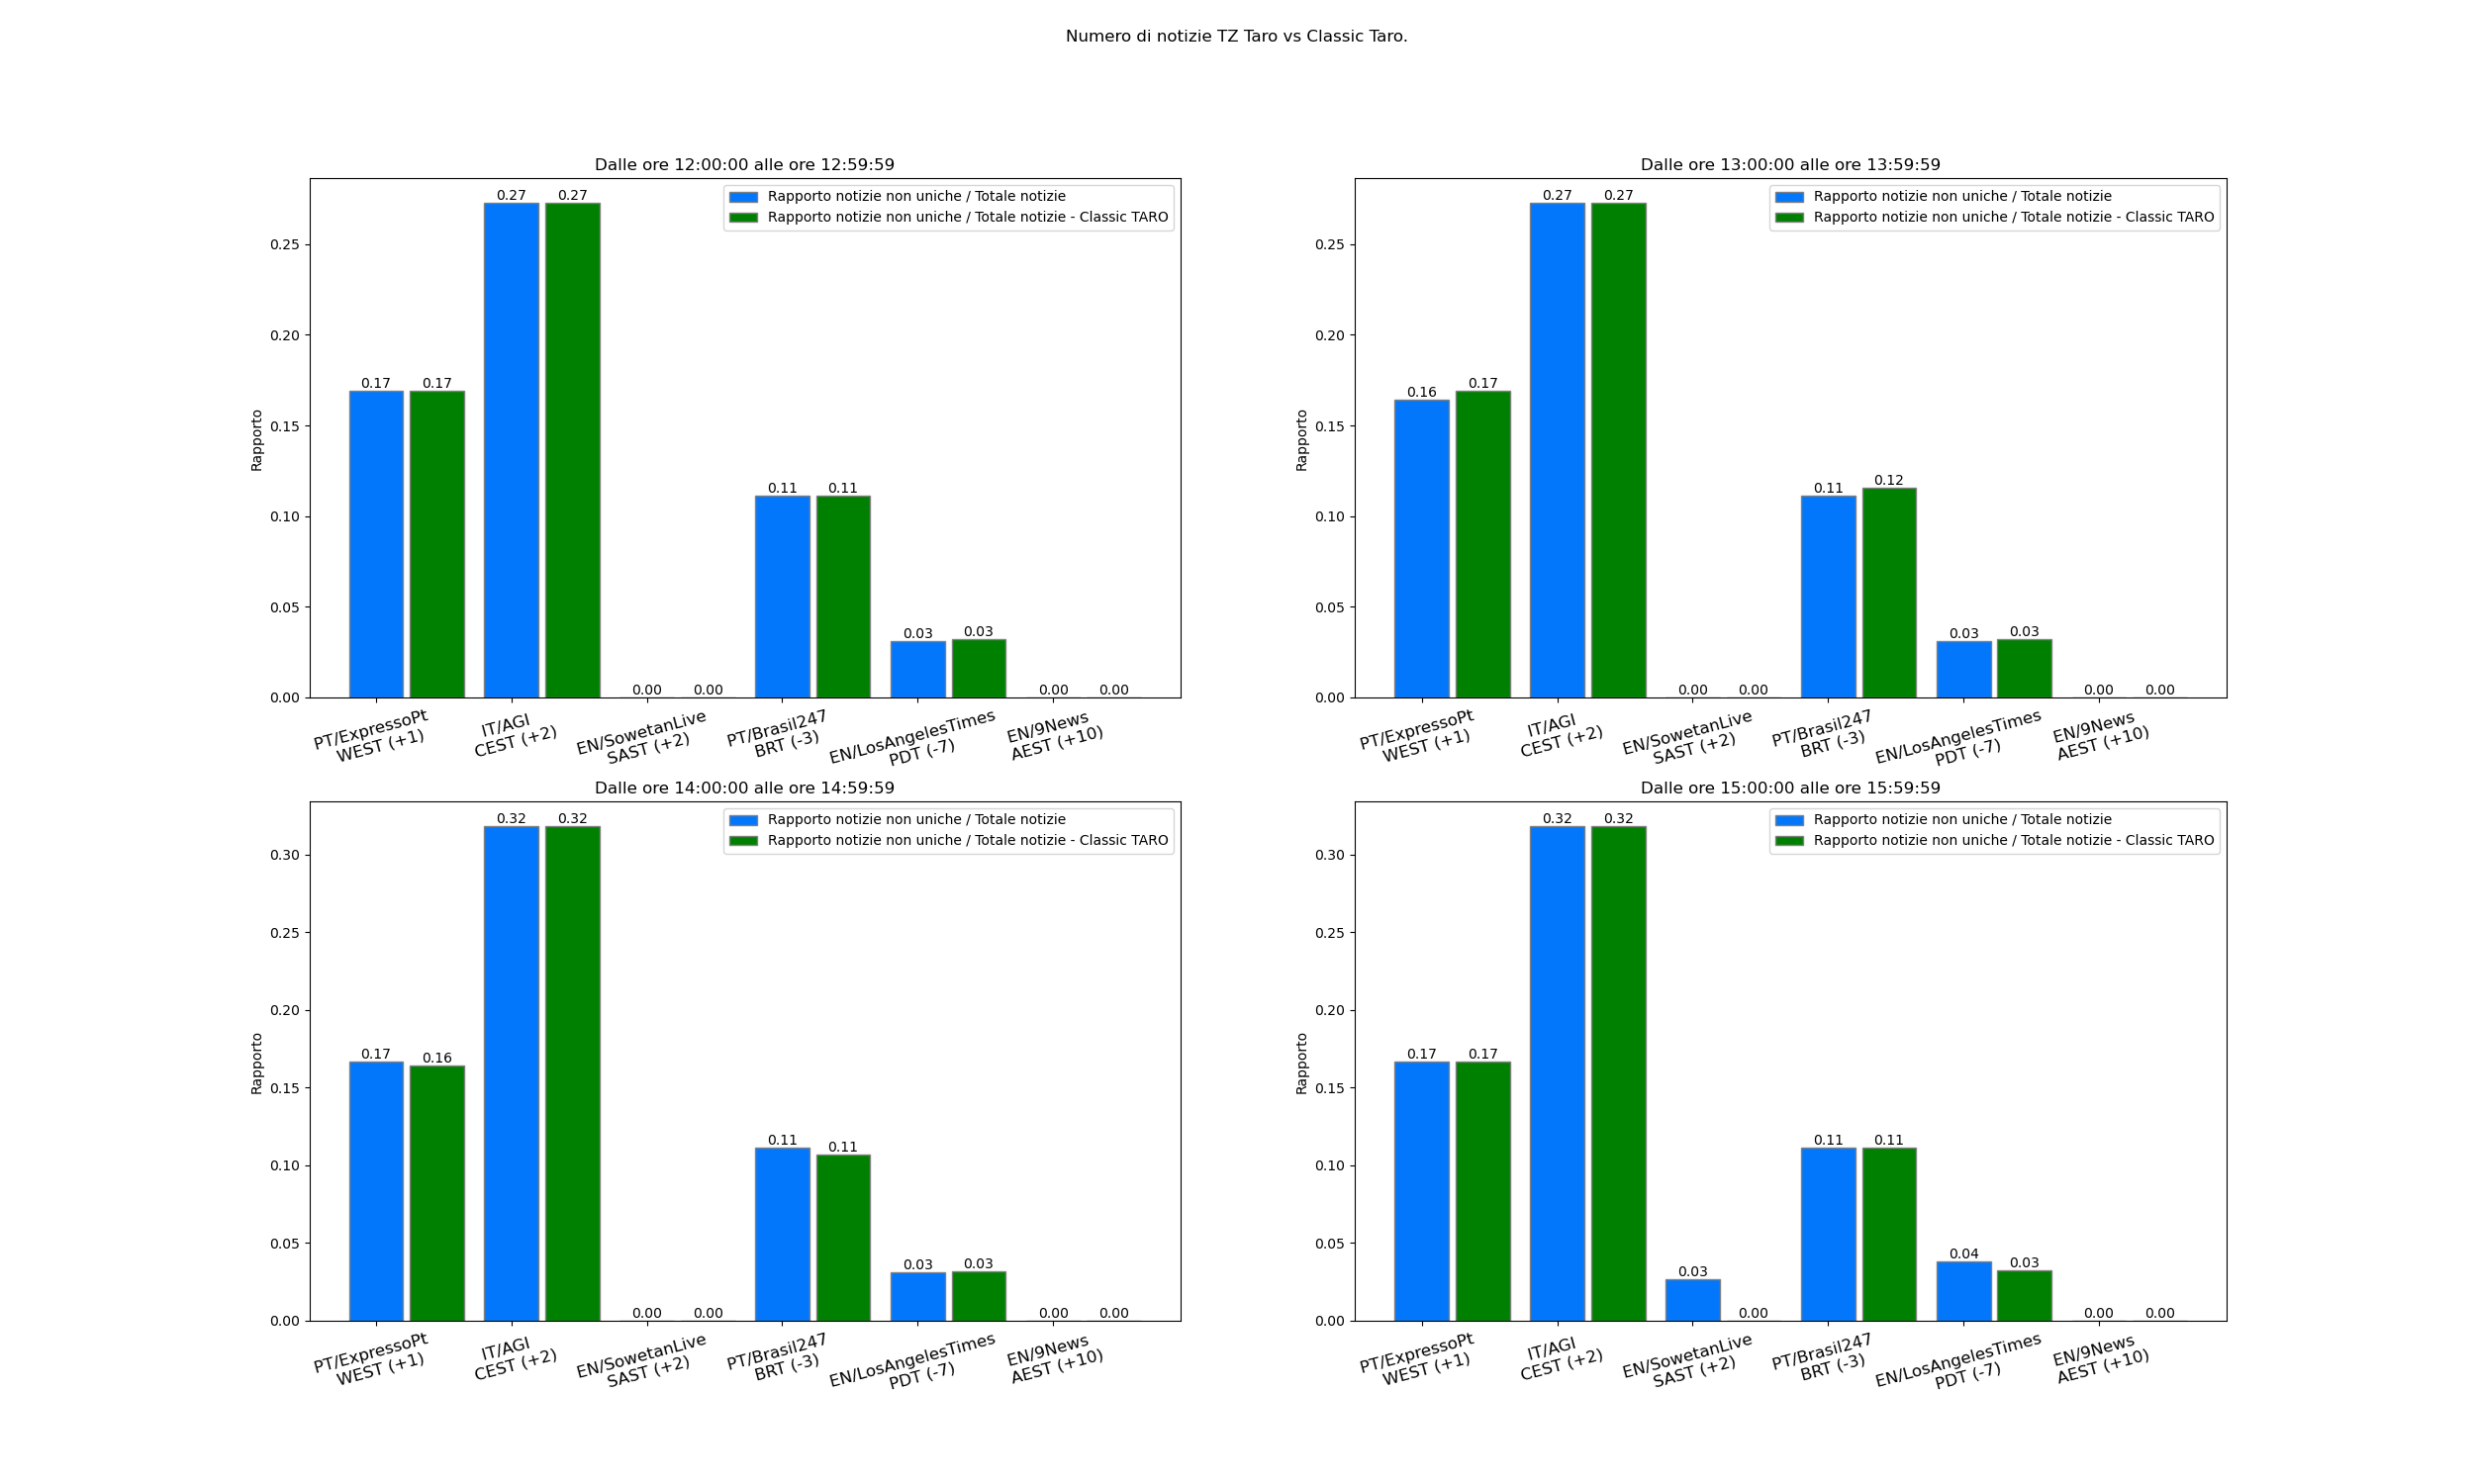 Numero di notizie TZ Taro vs Classic Taro.
Dalle ore 12:00:00 alle ore 12:59:59
Rapporto notizie non uniche / Totale notizie
Rapporto notizie non uniche / Totale notizie - Classic TARO
Rapporto
0.25
0.20
0.15
0.10
0.05
0.00
0.17
0.17
0.27
0.27
0.00
0.00
0.11
0.11
0.03
0.03
0.00
0.00
PT/ExpressoPt
WEST (+1)
IT/AGI
CEST (+2)
EN/SowetanLive
SAST (+2)
PT/Brasil247
BRT (-3)
EN/LosAngelesTimes
PDT (-7)
EN/9News
AEST (+10)
Dalle ore 13:00:00 alle ore 13:59:59
Rapporto notizie non uniche / Totale notizie
Rapporto notizie non uniche / Totale notizie - Classic TARO
Rapporto
0.25
0.20
0.15
0.10
0.05
0.00
0.16
0.17
0.27
0.27
0.00
0.00
0.11
0.12
0.03
0.03
0.00
0.00
PT/ExpressoPt
WEST (+1)
IT/AGI
CEST (+2)
EN/SowetanLive
SAST (+2)
PT/Brasil247
BRT (-3)
EN/LosAngelesTimes
PDT (-7)
EN/9News
AEST (+10)
Dalle ore 14:00:00 alle ore 14:59:59
Rapporto notizie non uniche / Totale notizie
Rapporto notizie non uniche / Totale notizie - Classic TARO
Rapporto
0.30
0.25
0.20
0.15
0.10
0.05
0.00
0.17
0.16
0.32
0.32
0.00
0.00
0.11
0.11
0.03
0.03
0.00
0.00
PT/ExpressoPt
WEST (+1)
IT/AGI
CEST (+2)
EN/SowetanLive
SAST (+2)
PT/Brasil247
BRT (-3)
EN/LosAngelesTimes
PDT (-7)
EN/9News
AEST (+10)
Dalle ore 15:00:00 alle ore 15:59:59
Rapporto notizie non uniche / Totale notizie
Rapporto notizie non uniche / Totale notizie - Classic TARO
Rapporto
0.30
0.25
0.20
0.15
0.10
0.05
0.00
0.17
0.17
0.32
0.32
0.03
0.00
0.11
0.11
0.04
0.03
0.00
0.00
PT/ExpressoPt
WEST (+1)
IT/AGI
CEST (+2)
EN/SowetanLive
SAST (+2)
PT/Brasil247
BRT (-3)
EN/LosAngelesTimes
PDT (-7)
EN/9News
AEST (+10)